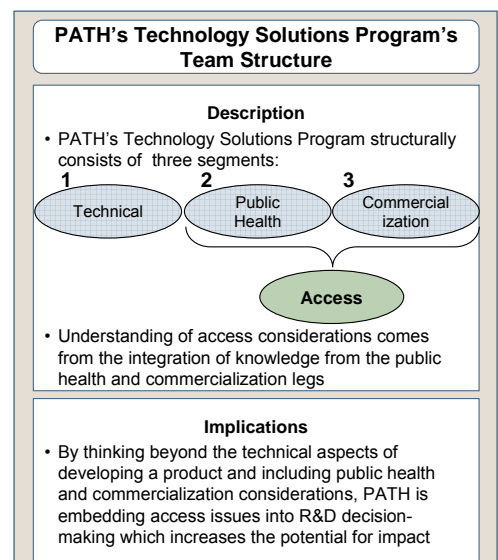 PATH's Technology Solutions Program's
Team Structure
Description
• PATH's Technology Solutions Program structurally
consists of three segments:
1 2 3
Technical
Public
Health
Commercial
ization
Access
• Understanding of access considerations comes
from the integration of knowledge from the public
health and commercialization legs
Implications
• By thinking beyond the technical aspects of
developing a product and including public health
and commercialization considerations, PATH is
embedding access issues into R&D decision-
making which increases the potential for impact